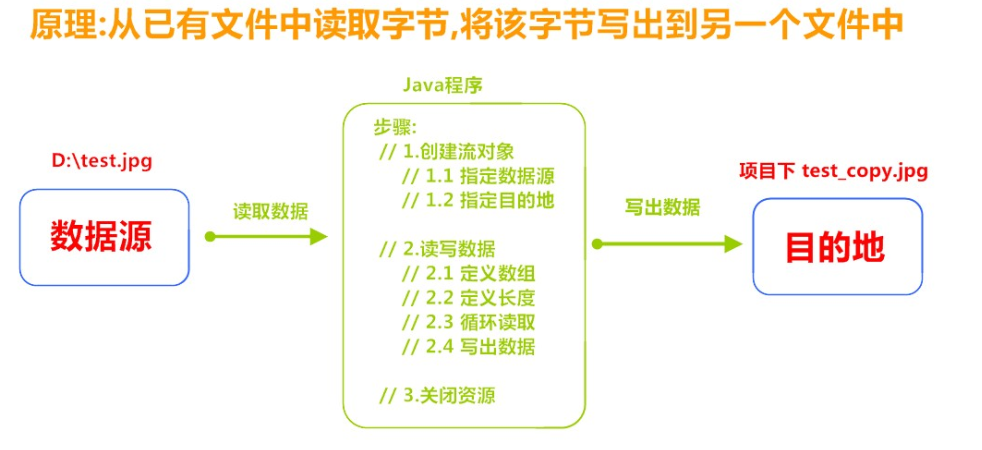 原理:从已有文件中读取字节,将该字节写出到另一个文件中
Java程序
D:\test.jpg
数据源
读取数据
步骤:
// 1.创建流对象
// 1.1 指定数据源
// 1.2 指定目的地
// 2.读写数据
// 2.1 定义数组
// 2.2 定义长度
// 2.3 循环读取
// 2.4 写出数据
// 3.关闭资源
写出数据
项目下 test_copy.jpg
目的地